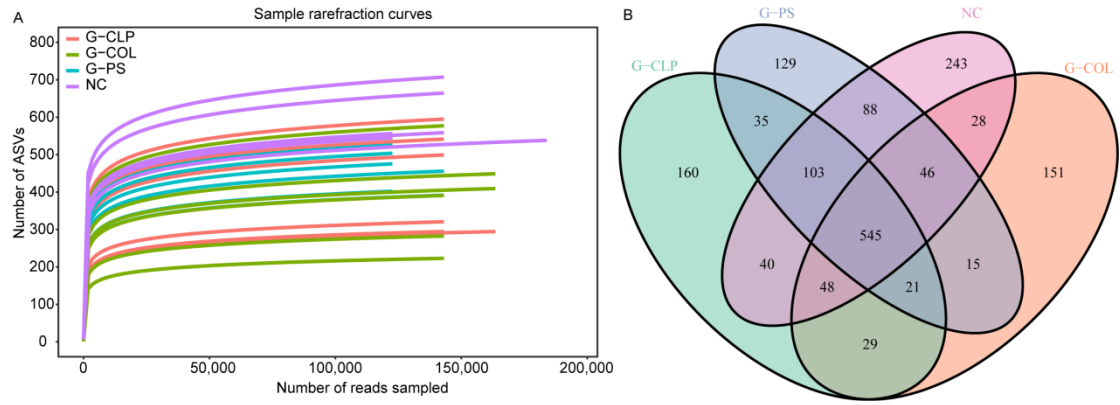 A
Sample rarefraction curves
G-CLP
G-COL
G-PS
NC
Number of ASVs
800
700
600
500
400
300
200
100
0
0
50,000
100,000
150,000
200,000
Number of reads sampled
B
G-PS
NC
G-CLP
G-COL
129
243
88
35
28
160
103
46
151
545
40
15
48
21
29